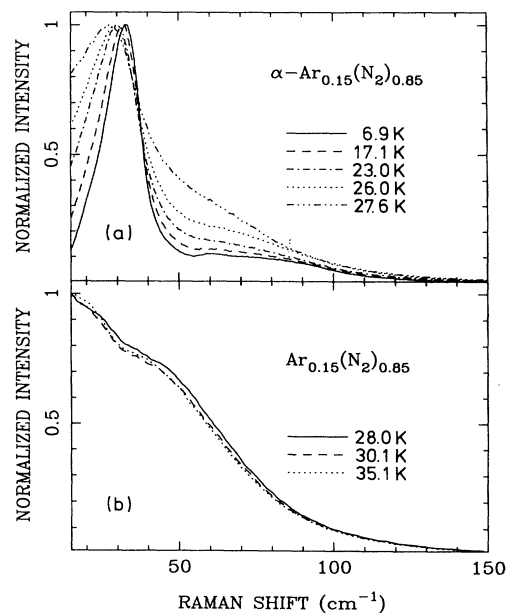 NORMALIZED INTENSITY
1
0.5
α−Ar0.15(N2)0.85
6.9 K
17.1 K
23.0 K
26.0 K
27.6 K
(a)
NORMALIZED INTENSITY
1
0.5
Ar0.15(N2)0.85
28.0 K
30.1 K
35.1 K
(b)
50
100
150
RAMAN SHIFT (cm−1)